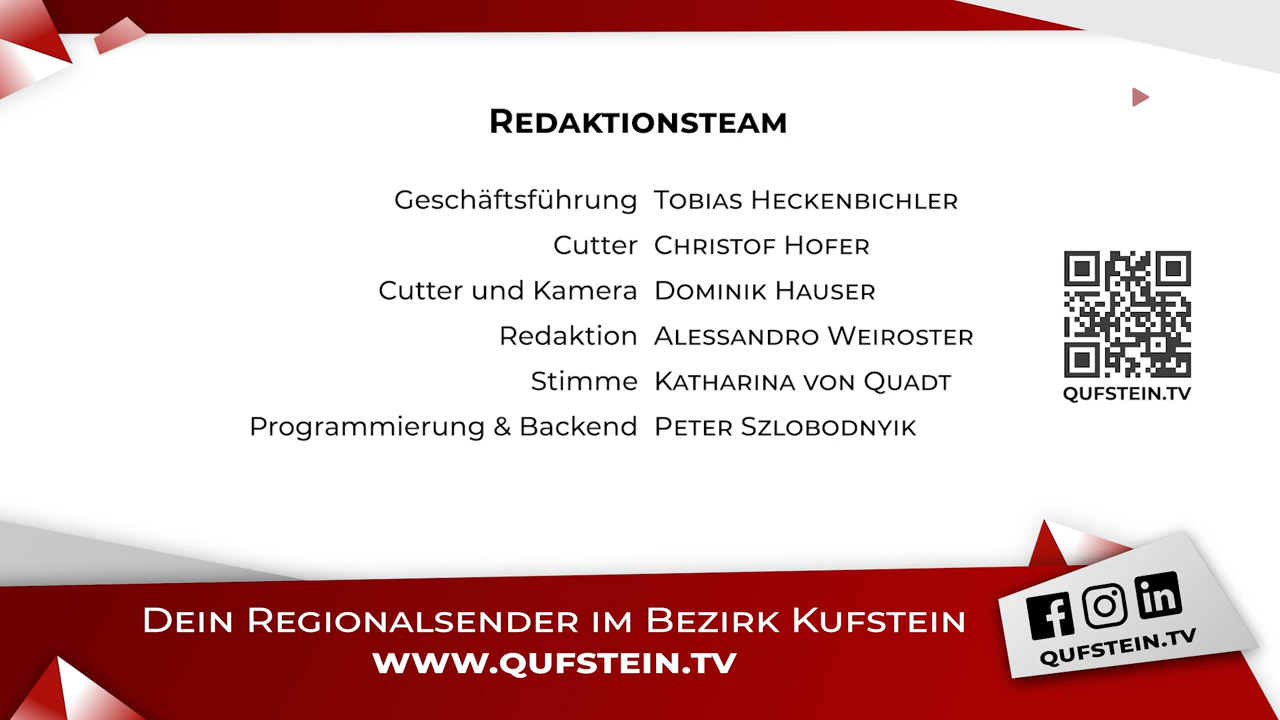 Redaktionsteam
Geschäftsführung Tobias Heckenbichler
Cutter Christof Hofer
Cutter und Kamera Dominik Hauser
Redaktion Alessandro Weiroster
Stimme Katharina von Quadt
Programmierung & Backend Peter Szlobodnyik
QUFSTEIN.TV
Dein Regionalsender im Bezirk Kufstein
www.qufstein.tv
QUFSTEIN.TV